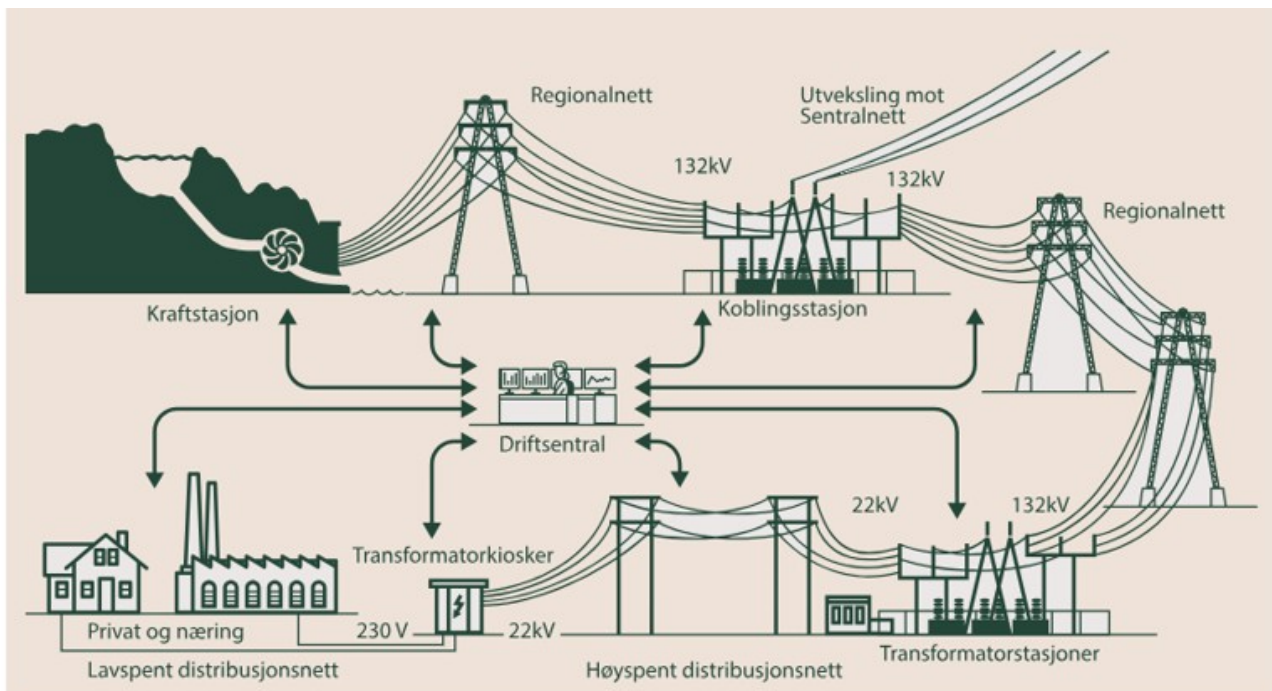 Regionalnett
Utveksling mot
Sentralnett
132kV
132kV
Regionalnett
Kraftstasjon
Koblingsstasjon
Driftsentral
22kV
132kV
Transformatorkiosker
Privat og næring
230 V
22kV
Transformatorstasjoner
Lavspent distribusjonsnett
Høyspent distribusjonsnett